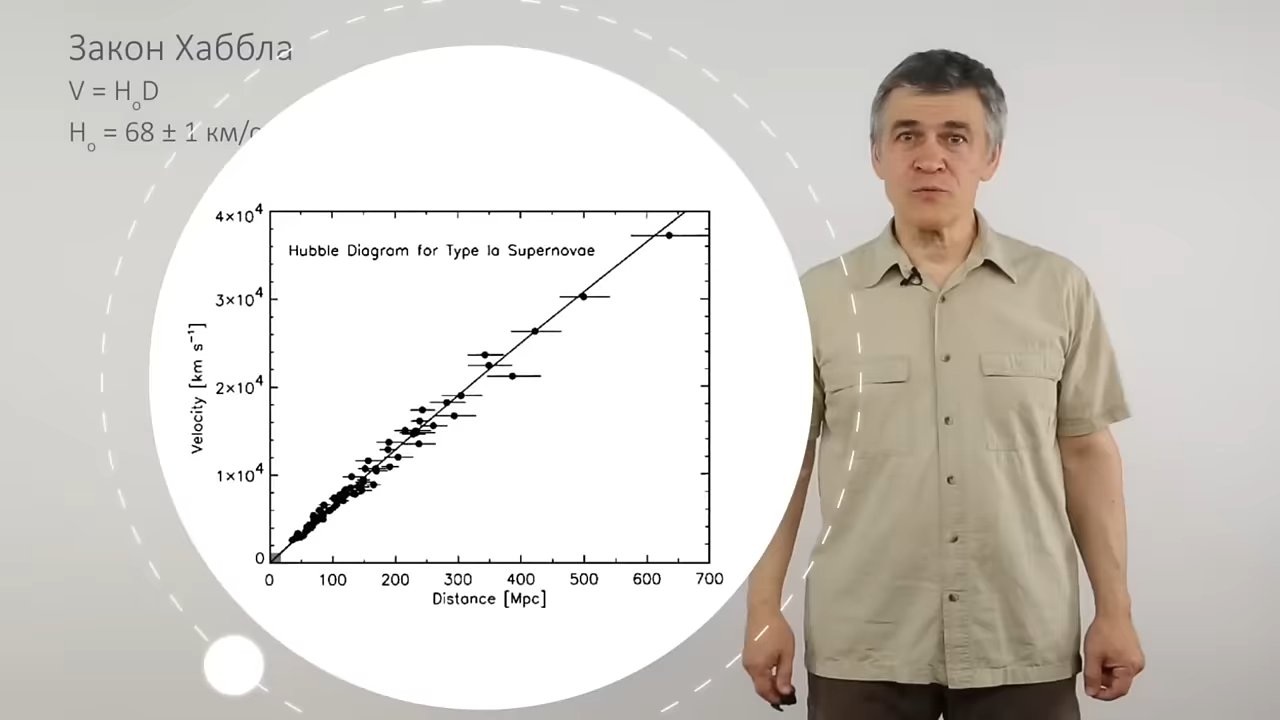 Закон Хаббла
V = HₒD
Hₒ = 68 ± 1 км/с
Hubble Diagram for Type Ia Supernovae
Velocity [km s⁻¹]
4×10⁴
3×10⁴
2×10⁴
1×10⁴
0
0 100 200 300 400 500 600 700
Distance [Mpc]